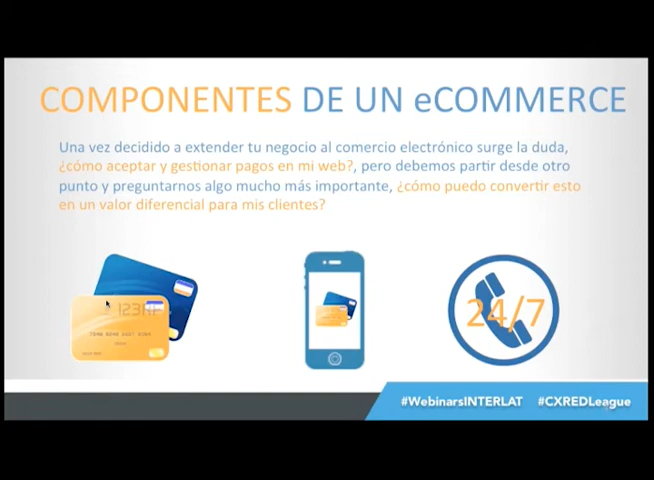 COMPONENTES DE UN eCOMMERCE
Una vez decidido a extender tu negocio al comercio electrónico surge la duda,
¿cómo aceptar y gestionar pagos en mi web?, pero debemos partir desde otro
punto y preguntarnos algo mucho más importante, ¿cómo puedo convertir esto
en un valor diferencial para mis clientes?
24/7
#WebinarsINTERLAT #CXREDLeague